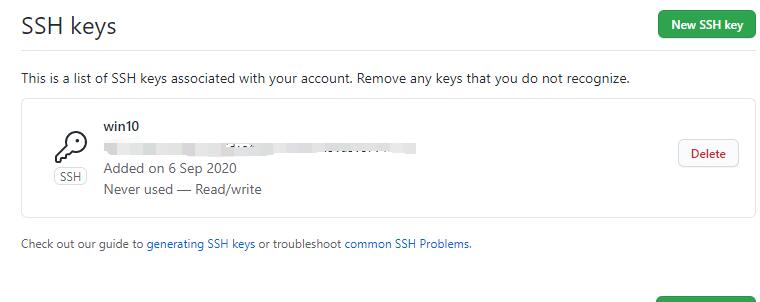 SSH keys
New SSH key
This is a list of SSH keys associated with your account. Remove any keys that you do not recognize.
win10
Added on 6 Sep 2020
SSH
Never used — Read/write
Delete
Check out our guide to generating SSH keys or troubleshoot common SSH Problems.